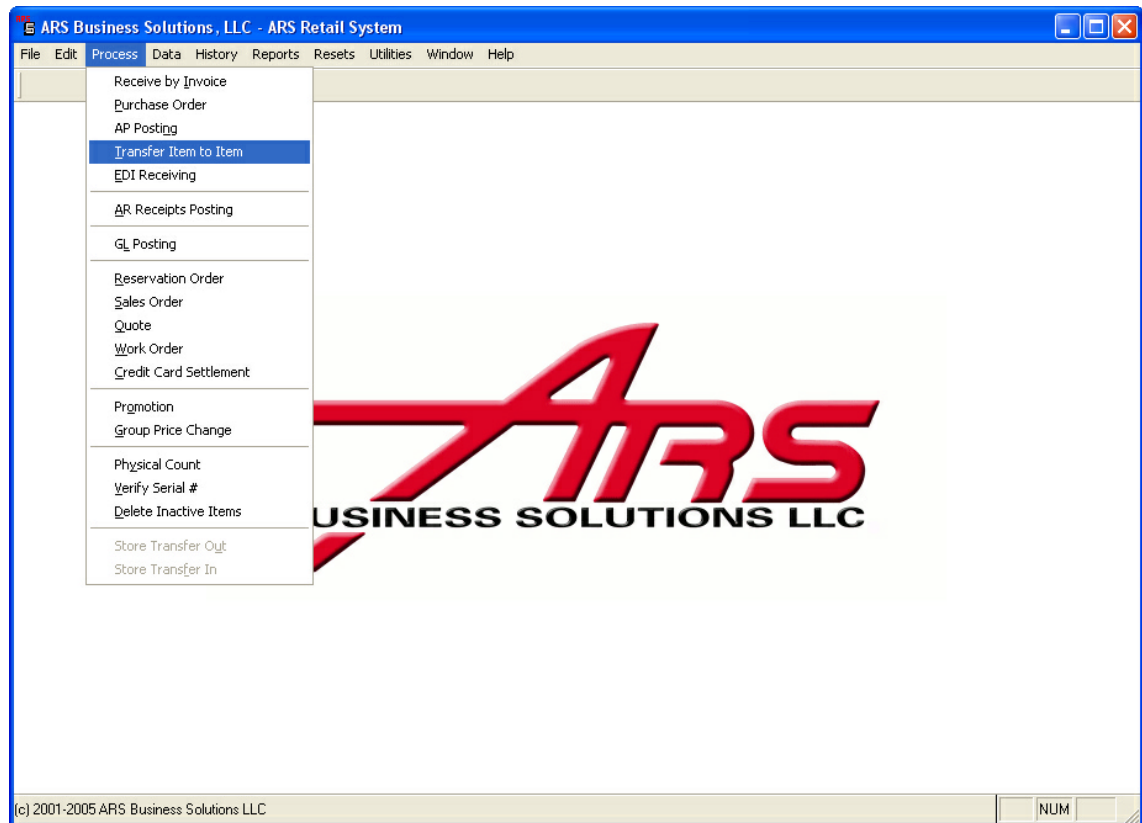 ARS Business Solutions, LLC - ARS Retail System
File Edit Process Data History Reports Resets Utilities Window Help
Receive by Invoice
Purchase Order
AP Posting
Transfer Item to Item
EDI Receiving
AR Receipts Posting
GL Posting
Reservation Order
Sales Order
Quote
Work Order
Credit Card Settlement
Promotion
Group Price Change
Physical Count
Verify Serial #
Delete Inactive Items
Store Transfer Out
Store Transfer In
ARS
USINESS SOLUTIONS LLC
(c) 2001-2005 ARS Business Solutions LLC
NUM